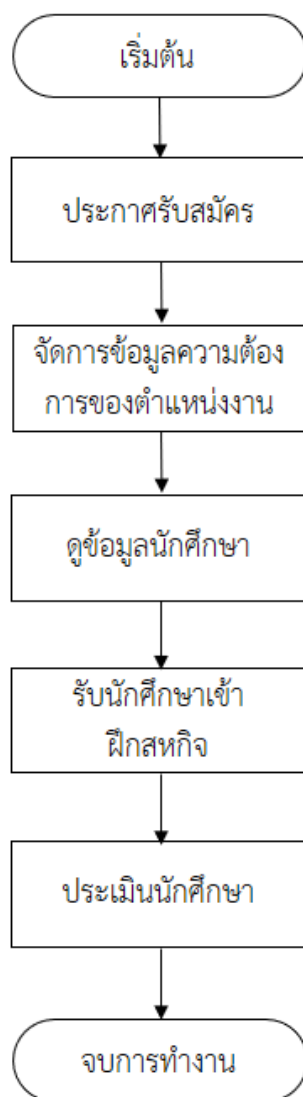 เริ่มต้น
ประกาศรับสมัคร
จัดการข้อมูลความต้อง
การของตำแหน่งงาน
ดูข้อมูลนักศึกษา
รับนักศึกษาเข้า
ฝึกสหกิจ
ประเมินนักศึกษา
จบการทำงาน